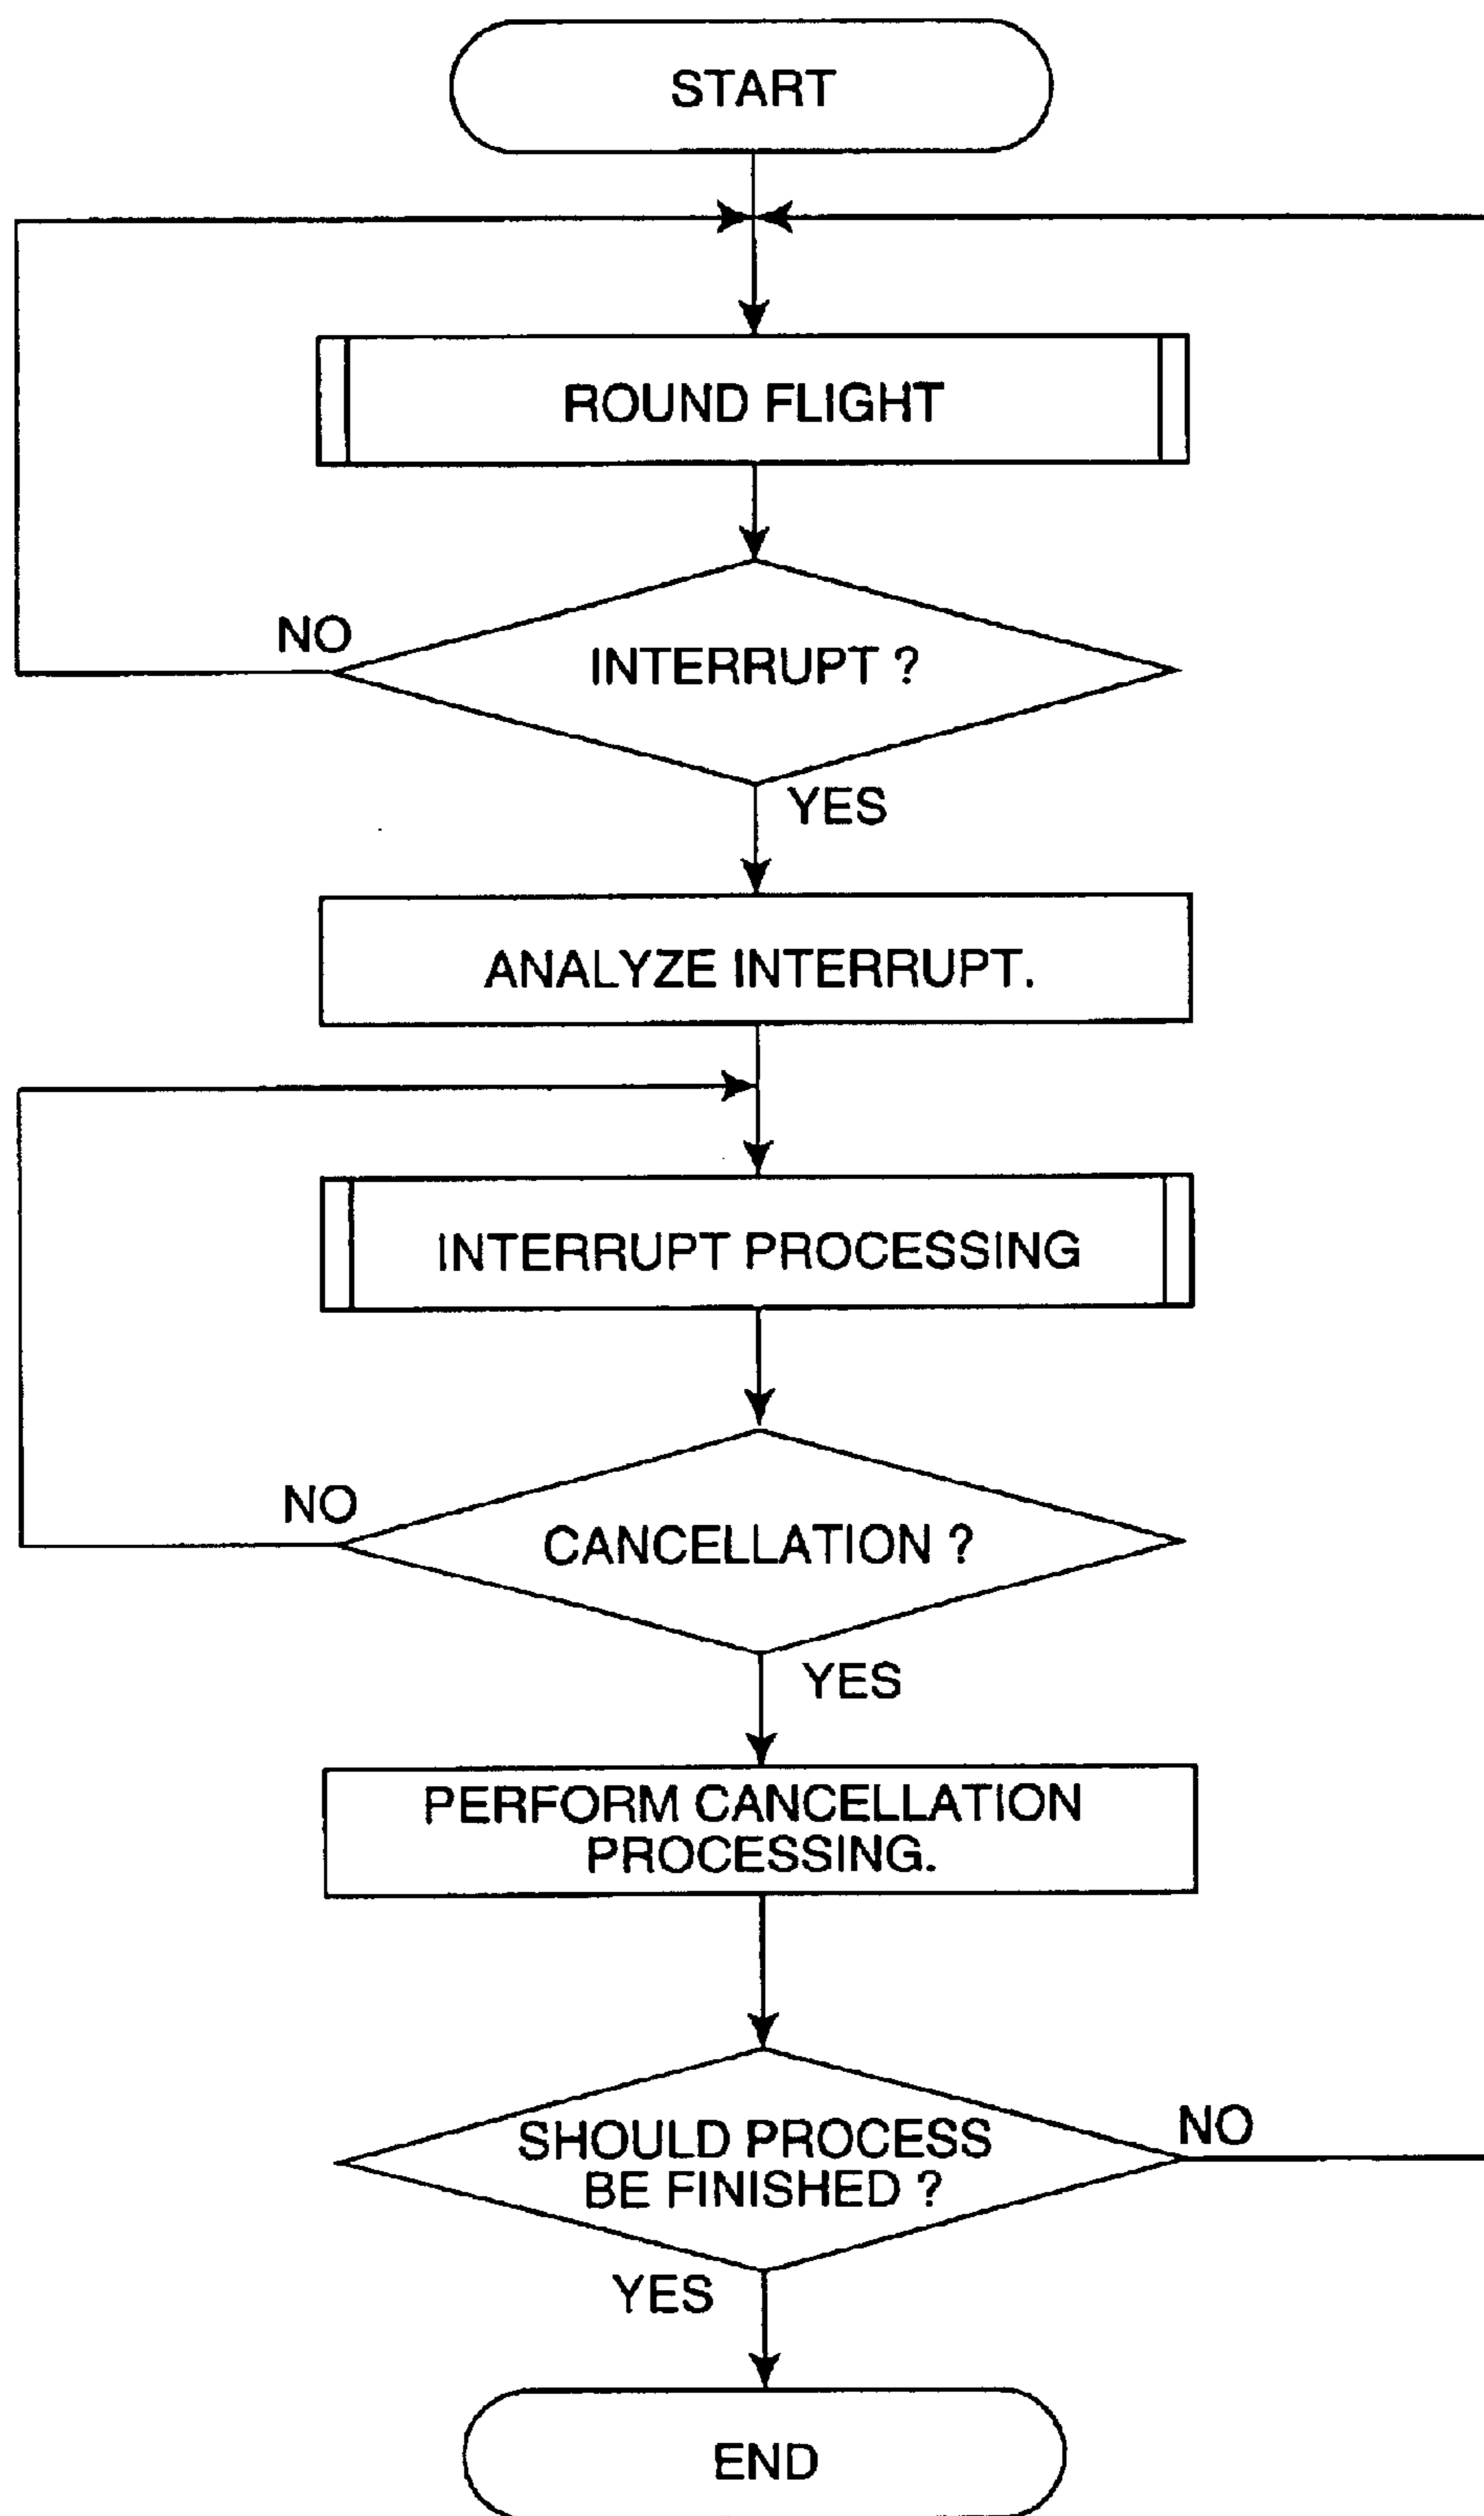 START
ROUND FLIGHT
NO
INTERRUPT ?
YES
ANALYZE INTERRUPT.
INTERRUPT PROCESSING
NO
CANCELLATION ?
YES
PERFORM CANCELLATION
PROCESSING.
SHOULD PROCESS
BE FINISHED ?
NO
YES
END